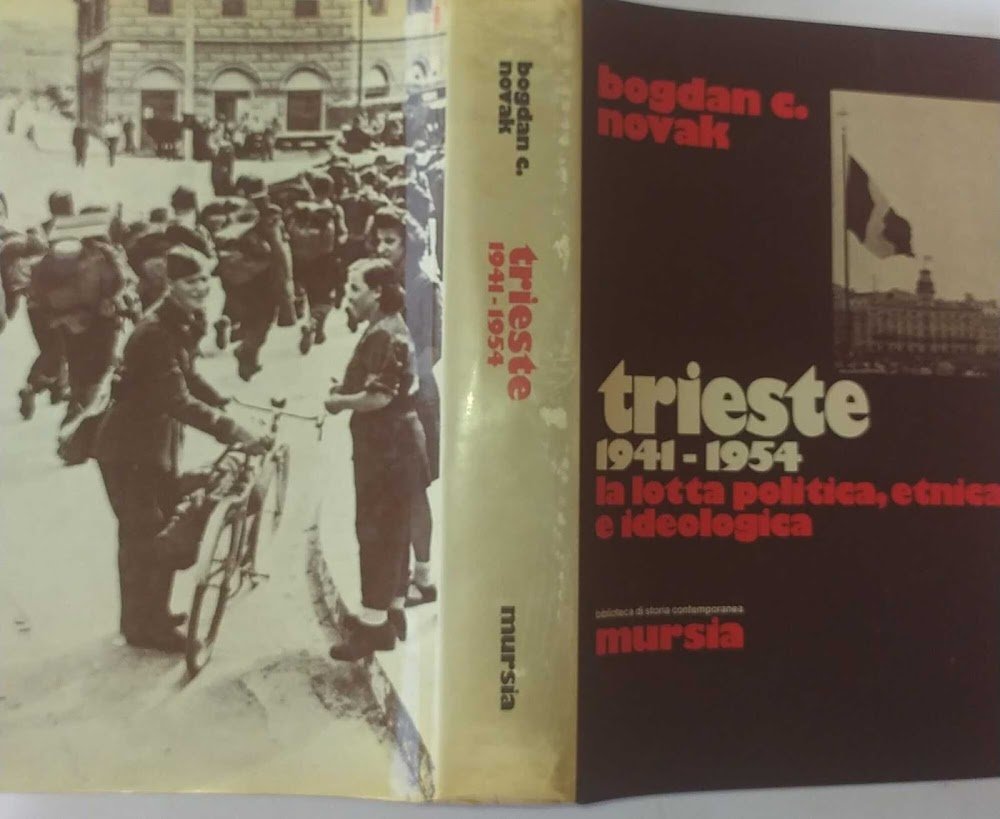 bogdan c.
novak
trieste
1941-1954
mursia
bogdan c.
novak
trieste
1941-1954
la lotta politica, etnica
e ideologica
biblioteca di storia contemporanea
mursia